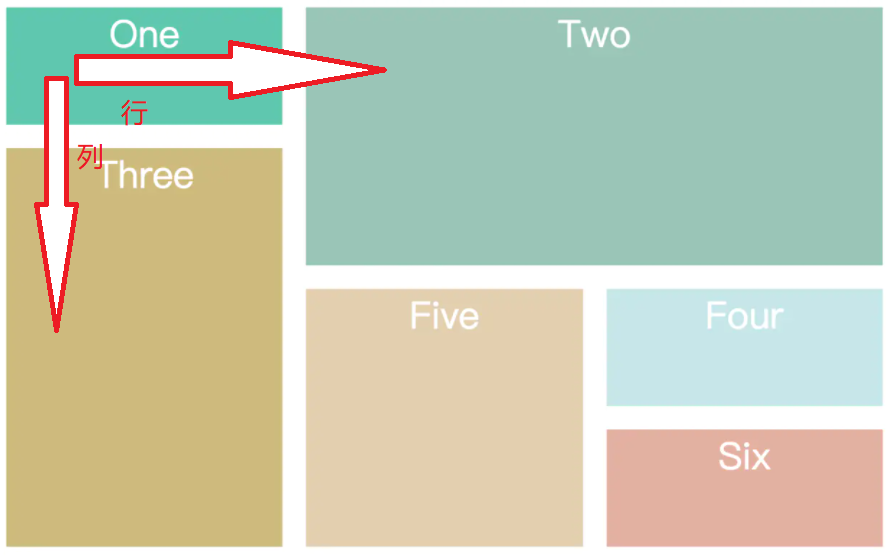 One
Two
行
列
Three
Five
Four
Six